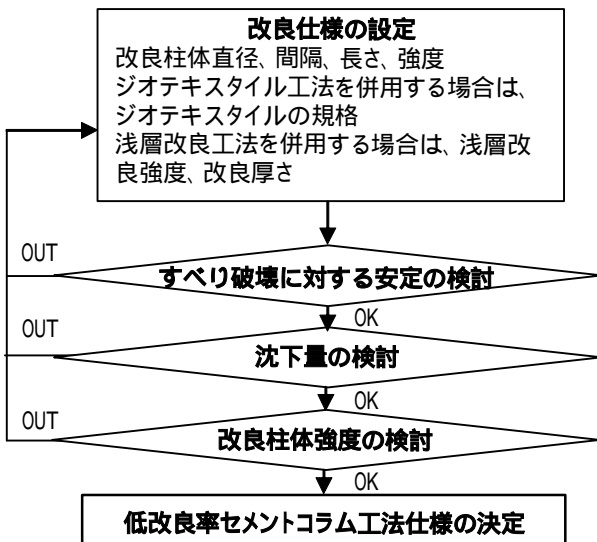 改良仕様の設定
改良柱体直径、間隔、長さ、強度
ジオテキスタイル工法を併用する場合は、
ジオテキスタイルの規格
浅層改良工法を併用する場合は、浅層改
良強度、改良厚さ
OUT
すべり破壊に対する安定の検討
OK
OUT
沈下量の検討
OK
OUT
改良柱体強度の検討
OK
低改良率セメントコラム工法仕様の決定